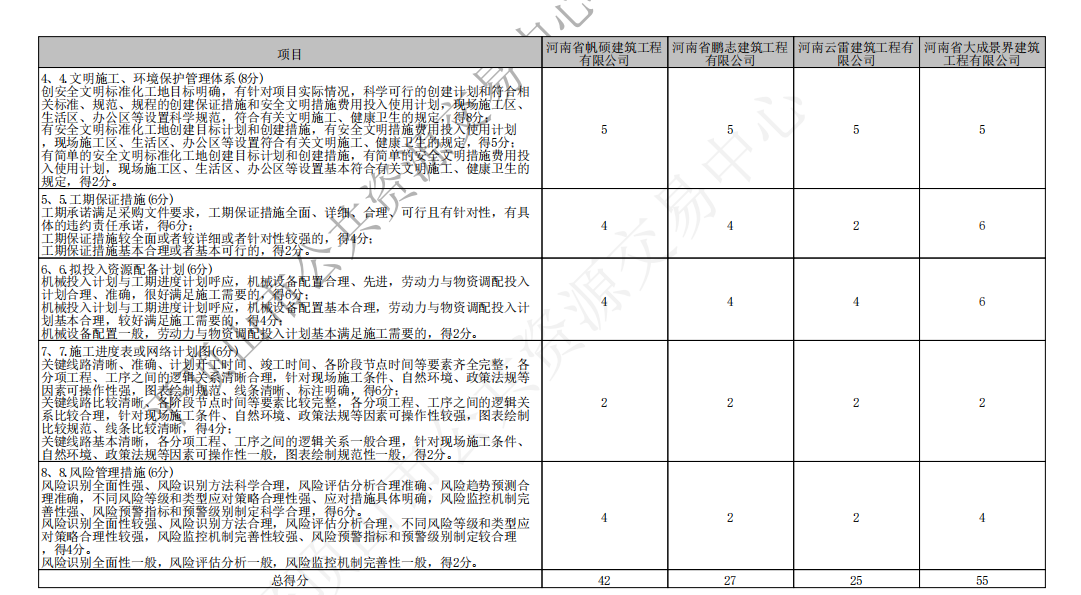 项目
河南省帆硕建筑工程
有限公司
河南省鹏志建筑工程
有限公司
河南云雷建筑工程有
限公司
河南省大成景界建筑
工程有限公司
4、4.文明施工、环境保护管理体系(8分)
创安全文明标准化工地目标明确，有针对项目实际情况，科学可行的创建计划和符合相
关标准、规范、规程的创建保证措施和安全文明措施费用投入使用计划，现场施工区、
生活区、办公区等设置科学规范，符合有关文明施工、健康卫生的规定，得8分；
有安全文明标准化工地创建目标计划和创建措施，有安全文明措施费用投入使用计划
，现场施工区、生活区、办公区等设置符合有关文明施工、健康卫生的规定，得5分；
有简单的安全文明标准化工地创建目标计划和创建措施，有简单的安全文明措施费用投
入使用计划，现场施工区、生活区、办公区等设置基本符合有关文明施工、健康卫生的
规定，得2分。
5
5
5
5
5、5.工期保证措施(6分)
工期承诺满足采购文件要求，工期保证措施全面、详细、合理、可行且有针对性，有具
体的违约责任承诺，得6分；
工期保证措施较全面或者较详细或者针对性较强的，得4分；
工期保证措施基本合理或者基本可行的，得2分。
4
4
2
6
6、6.拟投入资源配备计划(6分)
机械投入计划与工期进度计划呼应，机械设备配置合理、先进，劳动力与物资调配投入
计划合理、准确，很好满足施工需要的，得6分；
机械投入计划与工期进度计划呼应，机械设备配置基本合理，劳动力与物资调配投入计
划基本合理，较好满足施工需要的，得4分；
机械设备配置一般，劳动力与物资调配投入计划基本满足施工需要的，得2分。
4
4
4
6
7、7.施工进度表或网络计划图(6分)
关键线路清晰、准确、计划开工时间、竣工时间、各阶段节点时间等要素齐全完整，各
分项工程、工序之间的逻辑关系清晰合理，针对现场施工条件、自然环境、政策法规等
因素可操作性强，图表绘制规范、线条清晰、标注明确，得6分；
关键线路比较清晰、各阶段节点时间等要素比较完整，各分项工程、工序之间的逻辑关
系比较合理，针对现场施工条件、自然环境、政策法规等因素可操作性较强，图表绘制
比较规范、线条比较清晰，得4分；
关键线路基本清晰，各分项工程、工序之间的逻辑关系一般合理，针对现场施工条件、
自然环境、政策法规等因素可操作性一般，图表绘制规范性一般，得2分。
2
2
2
2
8、8.风险管理措施(6分)
风险识别全面性强、风险识别方法科学合理，风险评估分析合理准确、风险趋势预测合
理准确，不同风险等级和类型应对策略合理性强、应对措施具体明确，风险监控机制完
善性强、风险预警指标和预警级别制定科学合理，得6分。
风险识别全面性较强、风险识别方法合理，风险评估分析合理，不同风险等级和类型应
对策略合理性较强，风险监控机制完善性较强、风险预警指标和预警级别制定较合理
，得4分。
风险识别全面性一般，风险评估分析一般，风险监控机制完善性一般，得2分。
4
2
2
4
总得分
42
27
25
55